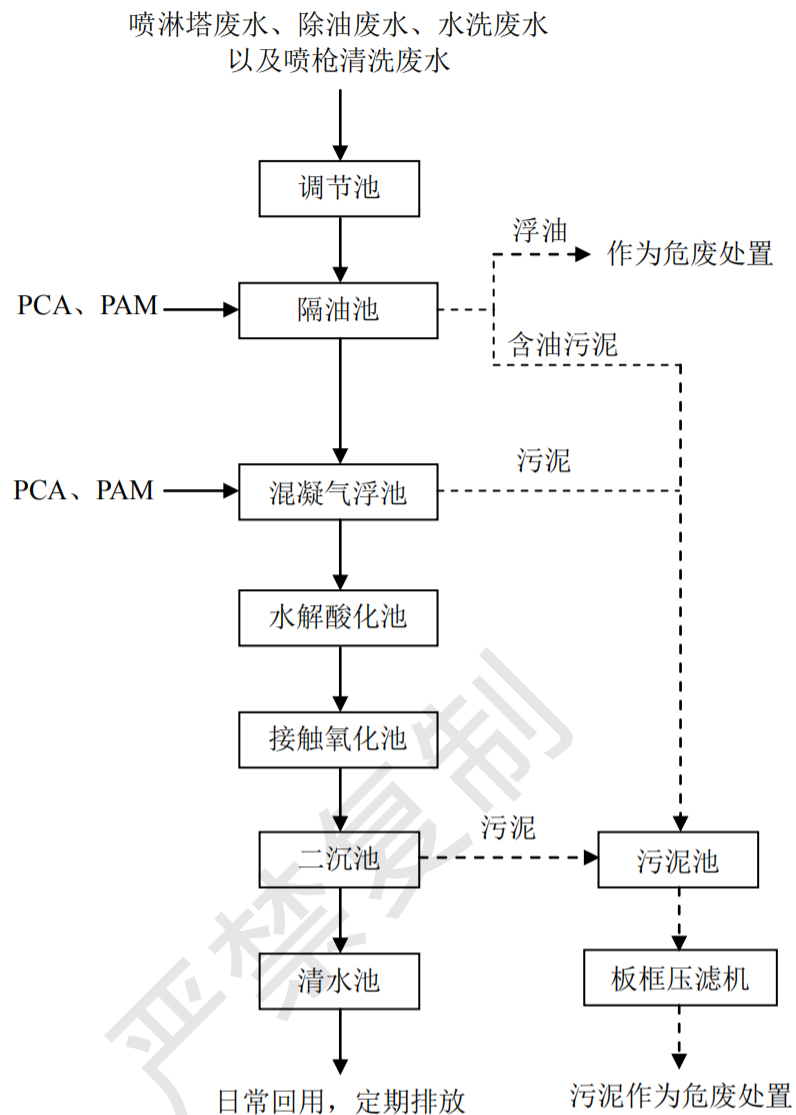 喷淋塔废水、除油废水、水洗废水
以及喷枪清洗废水
调节池
浮油
作为危废处置
PCA、PAM
隔油池
含油污泥
污泥
PCA、PAM
混凝气浮池
水解酸化池
接触氧化池
污泥
二沉池
污泥池
清水池
板框压滤机
日常回用，定期排放
污泥作为危废处置
严禁复制